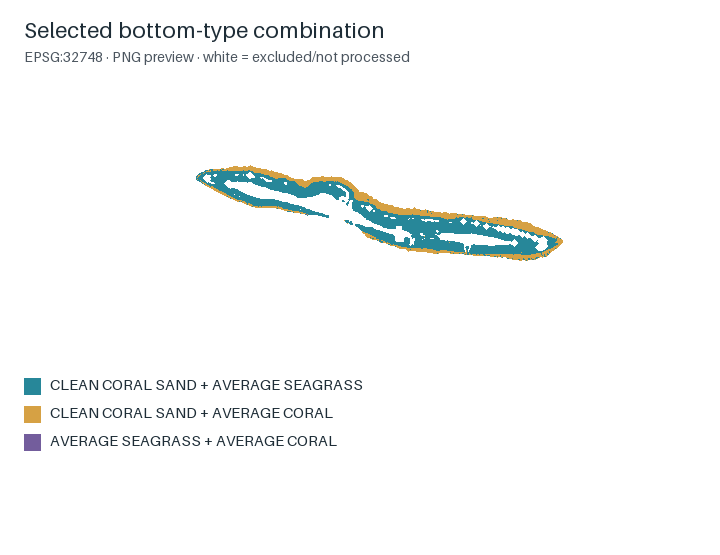 Selected bottom-type combination
EPSG:32748 · PNG preview · white = excluded/not processed
CLEAN CORAL SAND + AVERAGE SEAGRASS
CLEAN CORAL SAND + AVERAGE CORAL
AVERAGE SEAGRASS + AVERAGE CORAL